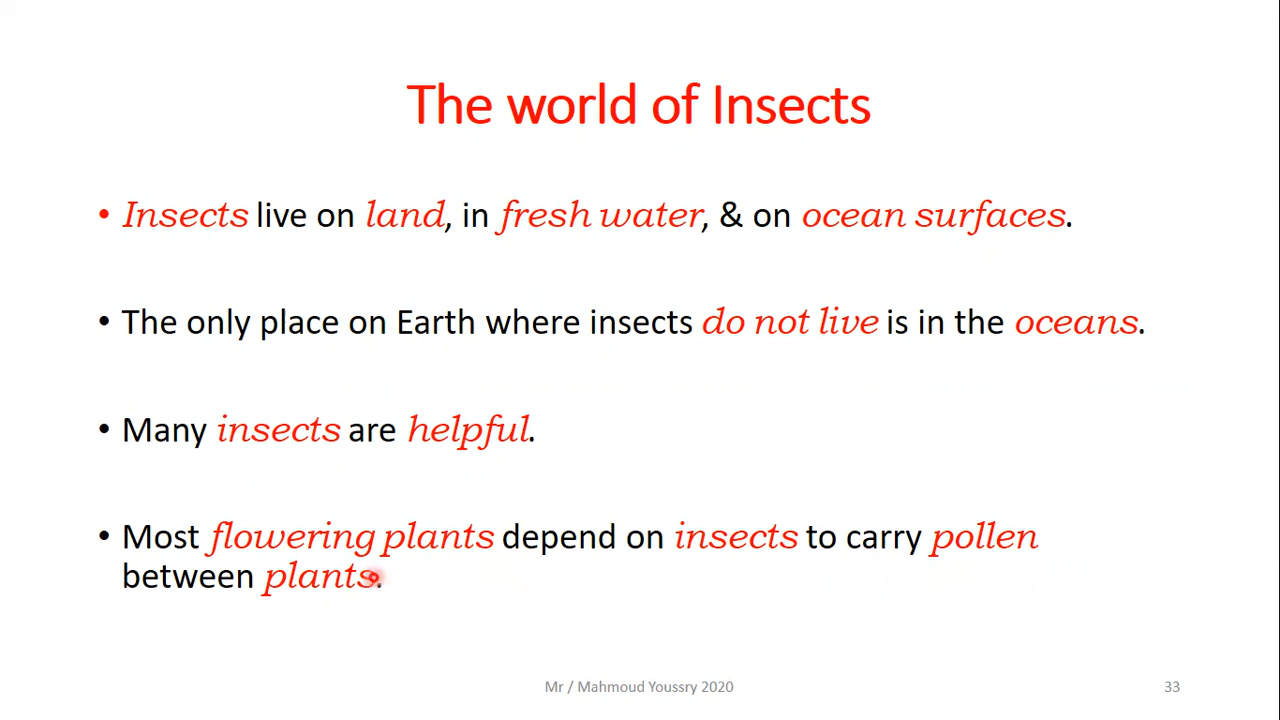 The world of Insects
• Insects live on land, in fresh water, & on ocean surfaces.
• The only place on Earth where insects do not live is in the oceans.
• Many insects are helpful.
• Most flowering plants depend on insects to carry pollen
between plants.
Mr / Mahmoud Youssry 2020
33